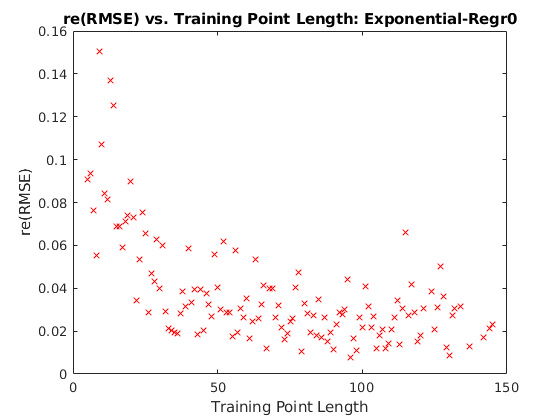 re(RMSE) vs. Training Point Length: Exponential-Regr0
0.16
0.14
0.12
0.1
0.08
0.06
0.04
0.02
0
re(RMSE)
0 50 100 150
Training Point Length